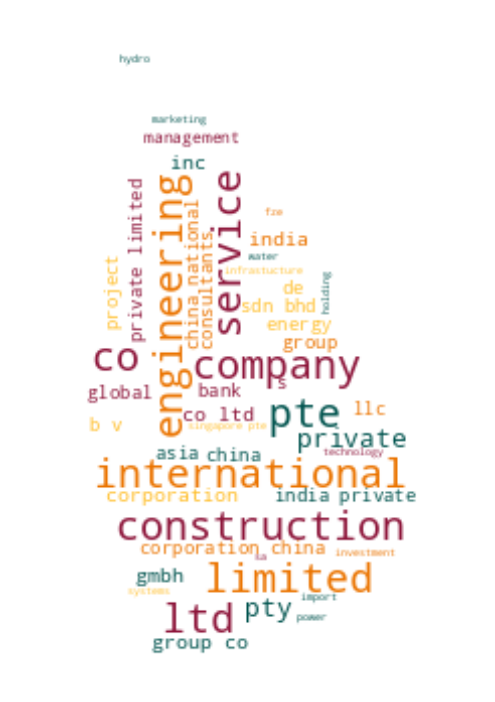 hydro
marketing
management
inc
service
engineering
private limited
china national
consultants
fze
india
water
infrastucture
project
holding
de
sdn bhd
energy
group
co
company
s
global
bank
co ltd
pte
llc
b v
singapore pte
private
asia
china
technology
international
corporation
india private
construction
corporation china
investment
sa
gmbh
limited
systems
import
ltd
pty
power
group co